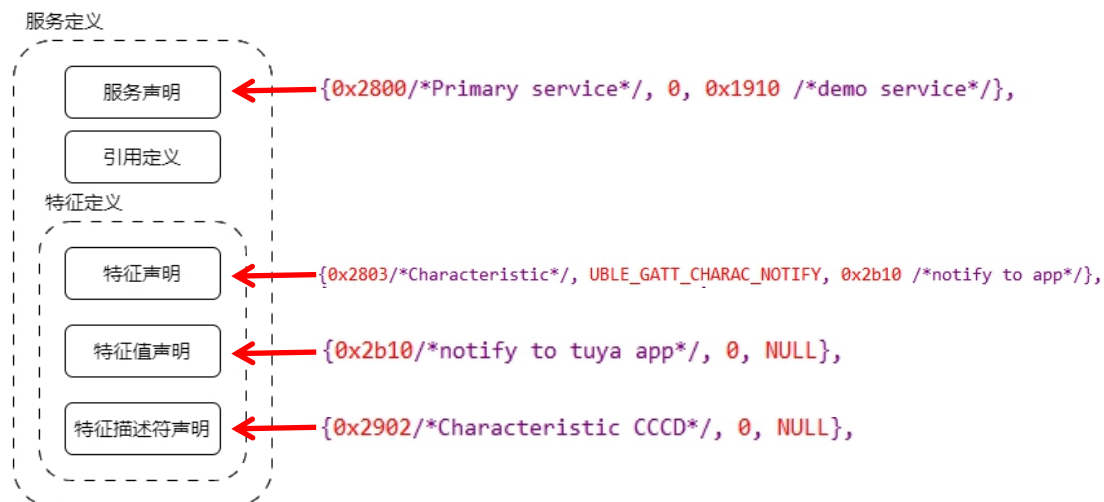 服务定义
服务声明
{0x2800/*Primary service*/, 0, 0x1910 /*demo service*/},
引用定义
特征定义
特征声明
{0x2803/*Characteristic*/, UBLE_GATT_CHARAC_NOTIFY, 0x2b10 /*notify to app*/},
特征值声明
{0x2b10/*notify to tuya app*/, 0, NULL},
特征描述符声明
{0x2902/*Characteristic CCCD*/, 0, NULL},